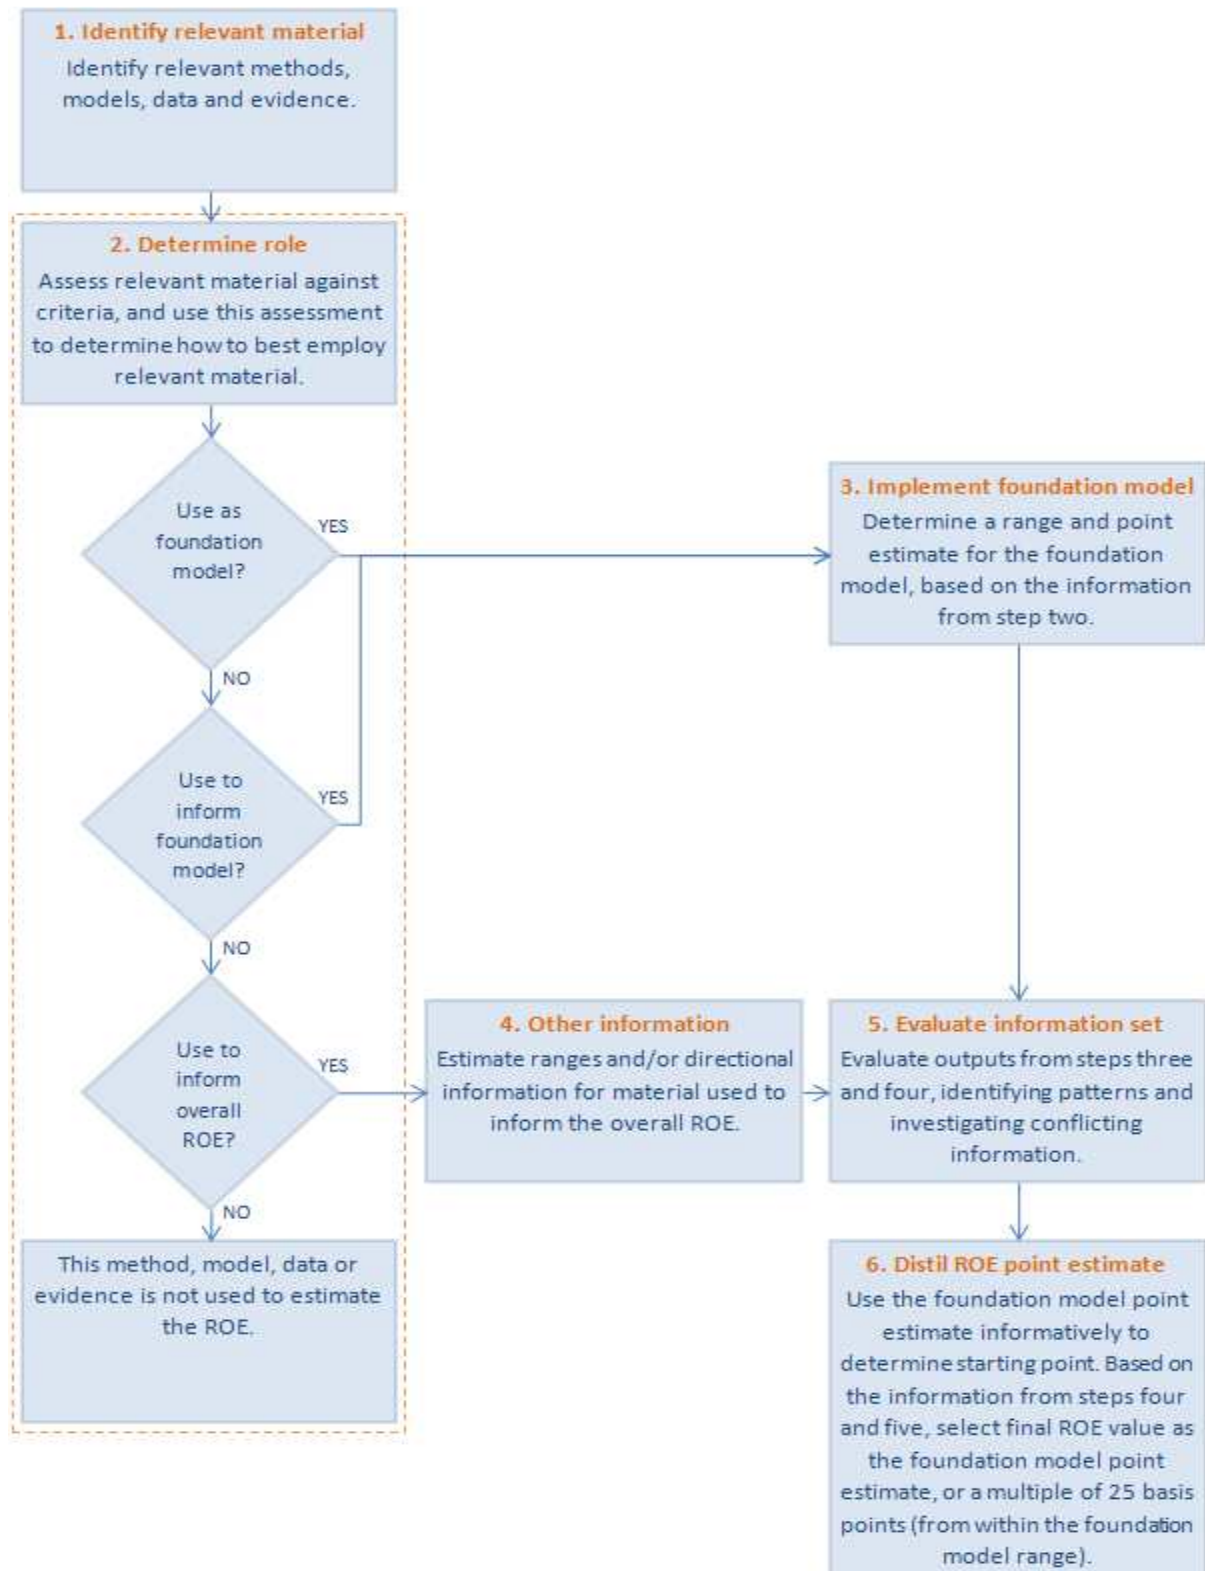 1. Identify relevant material
Identify relevant methods,
models, data and evidence.
2. Determine role
Assess relevant material against
criteria, and use this assessment
to determine how to best employ
relevant material.
Use as
foundation
model?
YES
NO
3. Implement foundation model
Determine a range and point
estimate for the foundation
model, based on the information
from step two.
Use to
inform
foundation
model?
YES
NO
Use to
inform
overall
ROE?
YES
NO
4. Other information
Estimate ranges and/or directional
information for material used to
inform the overall ROE.
5. Evaluate information set
Evaluate outputs from steps three
and four, identifying patterns and
investigating conflicting
information.
This method, model, data or
evidence is not used to estimate
the ROE.
6. Distil ROE point estimate
Use the foundation model point
estimate informatively to
determine starting point. Based on
the information from steps four
and five, select final ROE value as
the foundation model point
estimate, or a multiple of 25 basis
points (from within the foundation
model range).